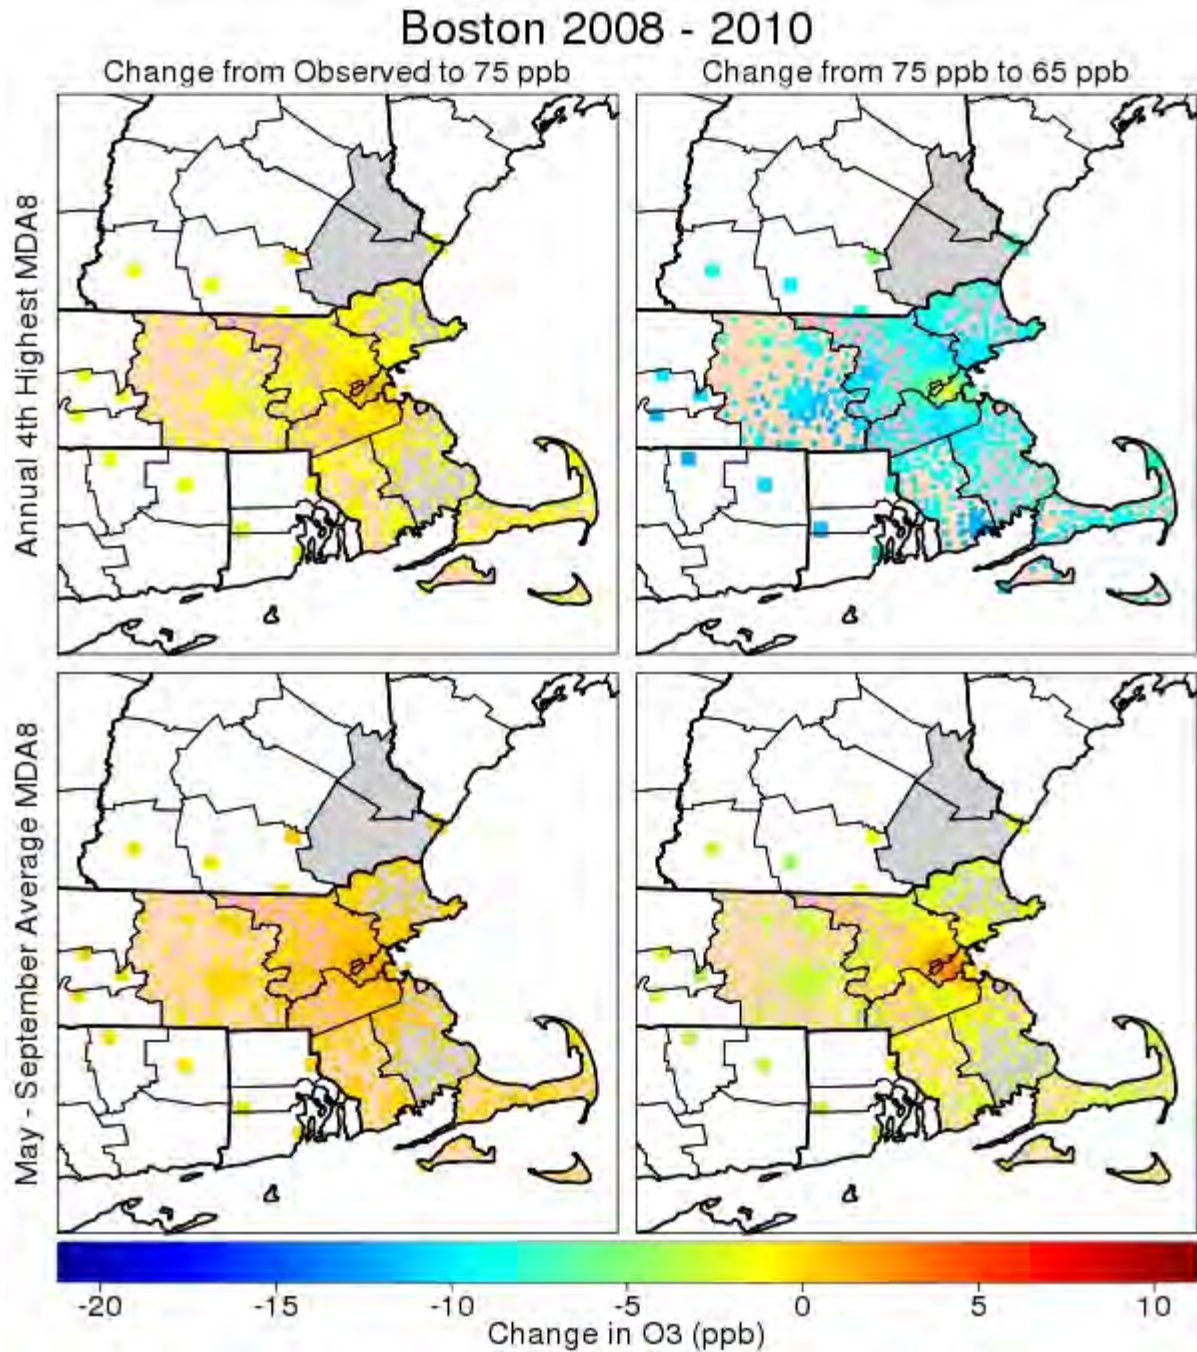 Boston 2008 - 2010
Change from Observed to 75 ppb
Change from 75 ppb to 65 ppb
Annual 4th Highest MDA8
May - September Average MDA8
-20 -15 -10 -5 0 5 10
Change in O3 (ppb)